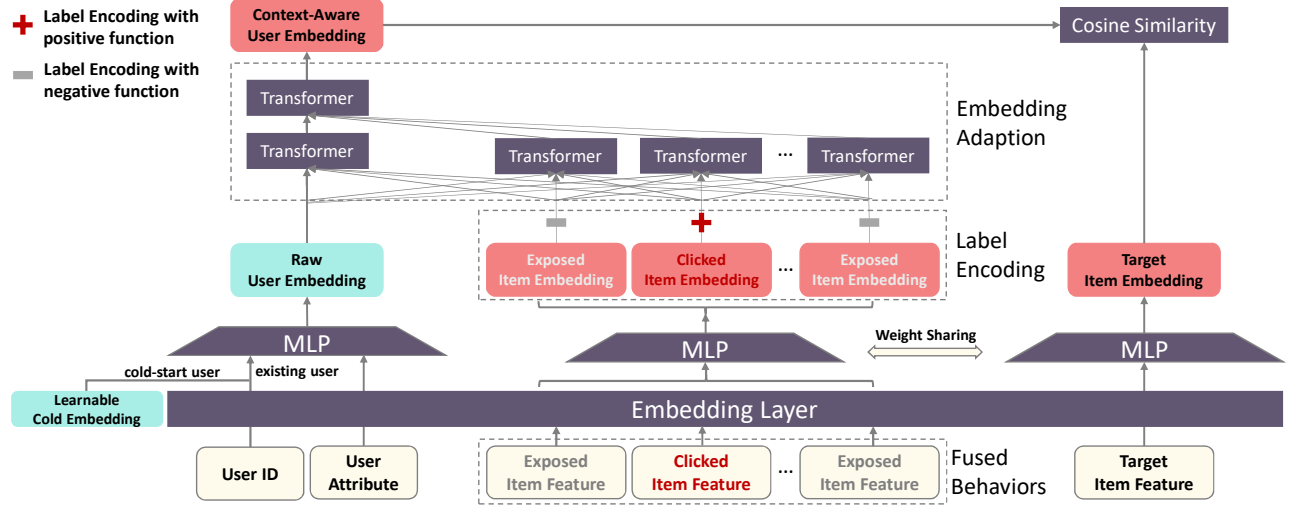 Label Encoding with
positive function
Label Encoding with
negative function
Context-Aware
User Embedding
Cosine Similarity
Transformer
Transformer
Transformer
Transformer
...
Transformer
Embedding
Adaption
Raw
User Embedding
Exposed
Item Embedding
Clicked
Item Embedding
...
Exposed
Item Embedding
Label
Encoding
Target
Item Embedding
MLP
MLP
Weight Sharing
MLP
cold-start user
existing user
Learnable
Cold Embedding
Embedding Layer
User ID
User
Attribute
Exposed
Item Feature
Clicked
Item Feature
...
Exposed
Item Feature
Fused
Behaviors
Target
Item Feature